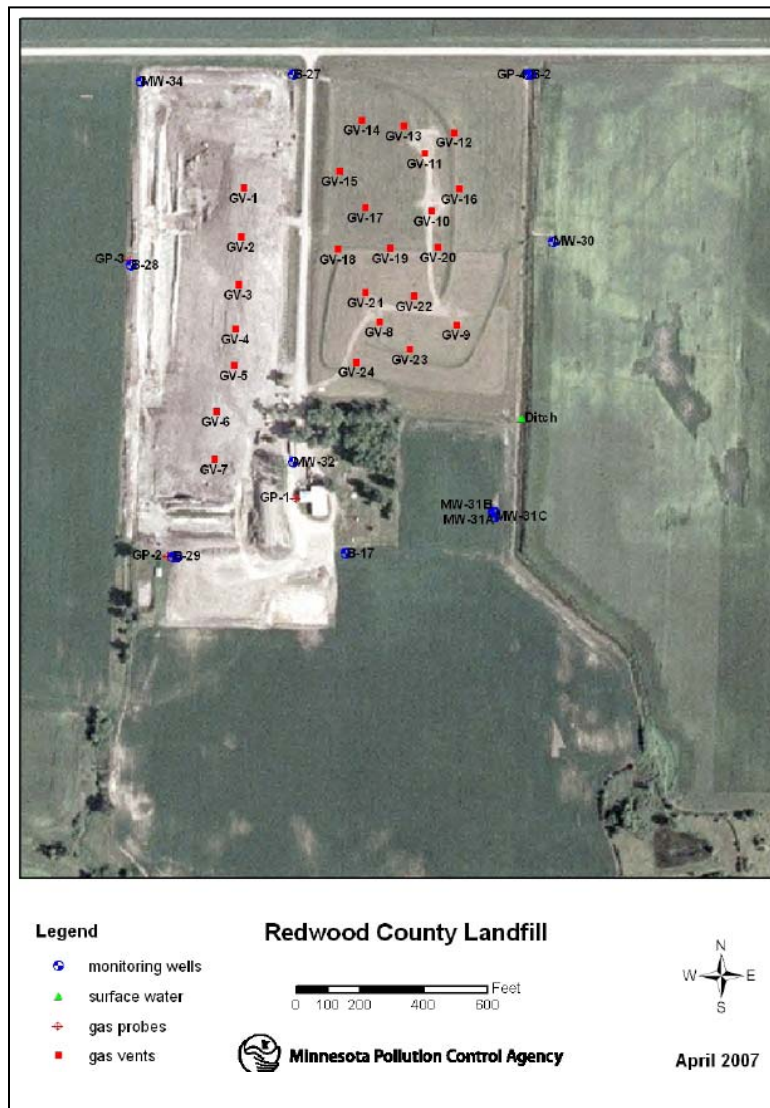 MW-34
B-27
GP-4
B-2
GV-14
GV-13
GV-12
GV-11
GV-15
GV-16
GV-1
GV-17
GV-10
GV-2
MW-30
GV-18
GV-19
GV-20
GP-3
B-28
GV-3
GV-21
GV-22
GV-4
GV-8
GV-9
GV-23
GV-5
GV-24
GV-6
Ditch
GV-7
MW-32
GP-1
MW-31B
MW-31A
MW-31C
GP-2
B-29
B-17
Legend
monitoring wells
surface water
gas probes
gas vents
Redwood County Landfill
Feet
0 100 200 400 600
Minnesota Pollution Control Agency
N
W E
S
April 2007